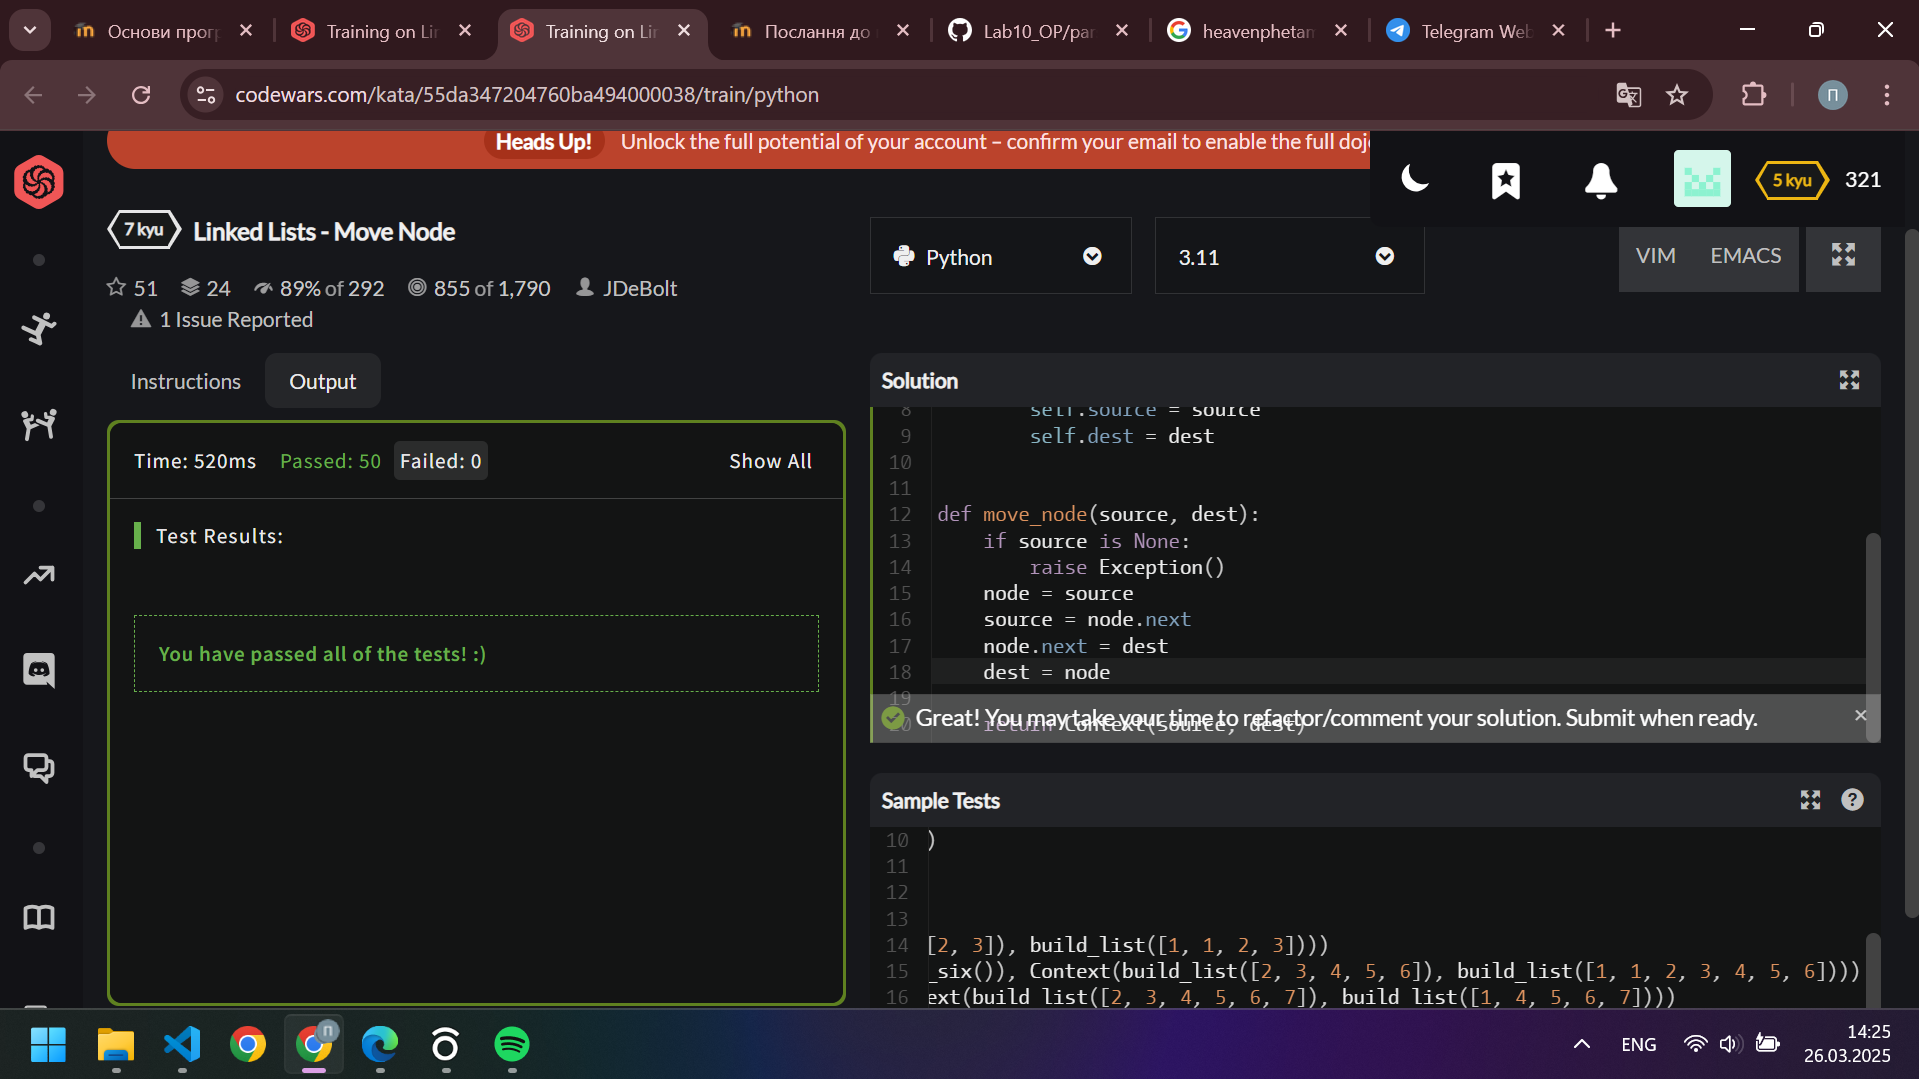 Основи прог
Training on Lin
Training on Lin
Послання до
Lab10_OP/par
heavenphetam
Telegram Web
codewars.com/kata/55da347204760ba494000038/train/python
П
Heads Up! Unlock the full potential of your account – confirm your email to enable the full doj
5 kyu 321
7 kyu Linked Lists - Move Node
Python
3.11
VIM EMACS
51 24 89% of 292 855 of 1,790 JDeBolt
1 Issue Reported
Instructions Output
Time: 520ms Passed: 50 Failed: 0 Show All
Test Results:
You have passed all of the tests! :)
Solution
8 self.source = source
9 self.dest = dest
10
11
12 def move_node(source, dest):
13 if source is None:
14 raise Exception()
15 node = source
16 source = node.next
17 node.next = dest
18 dest = node
19
20 return Context(source, dest)
Great! You may take your time to refactor/comment your solution. Submit when ready.
Sample Tests
10 )
11
12
13
14 [2, 3]), build_list([1, 1, 2, 3])))
15 _six()), Context(build_list([2, 3, 4, 5, 6]), build_list([1, 1, 2, 3, 4, 5, 6])))
16 ext(build_list([2, 3, 4, 5, 6, 7]), build_list([1, 4, 5, 6, 7])))
п
ENG
14:25
26.03.2025